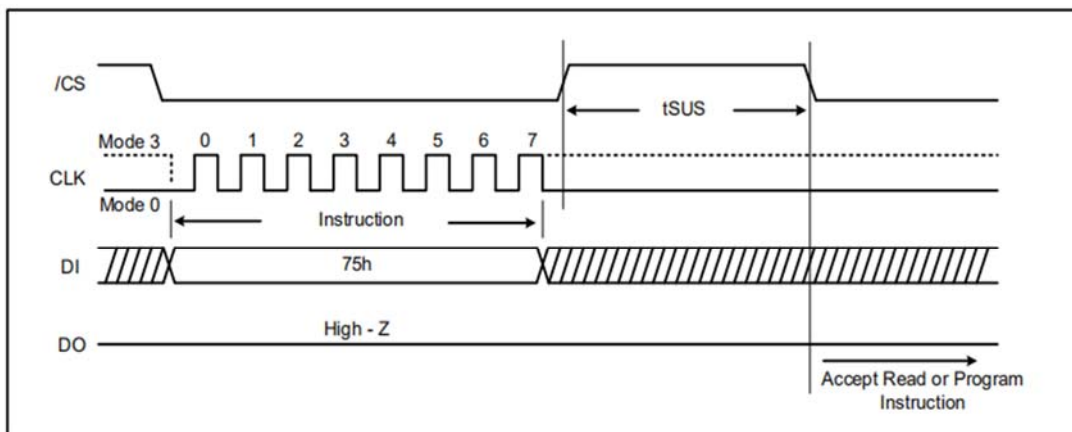 /CS
tSUS
Mode 3
0 1 2 3 4 5 6 7
CLK
Mode 0
Instruction
DI
75h
High - Z
DO
Accept Read or Program
Instruction